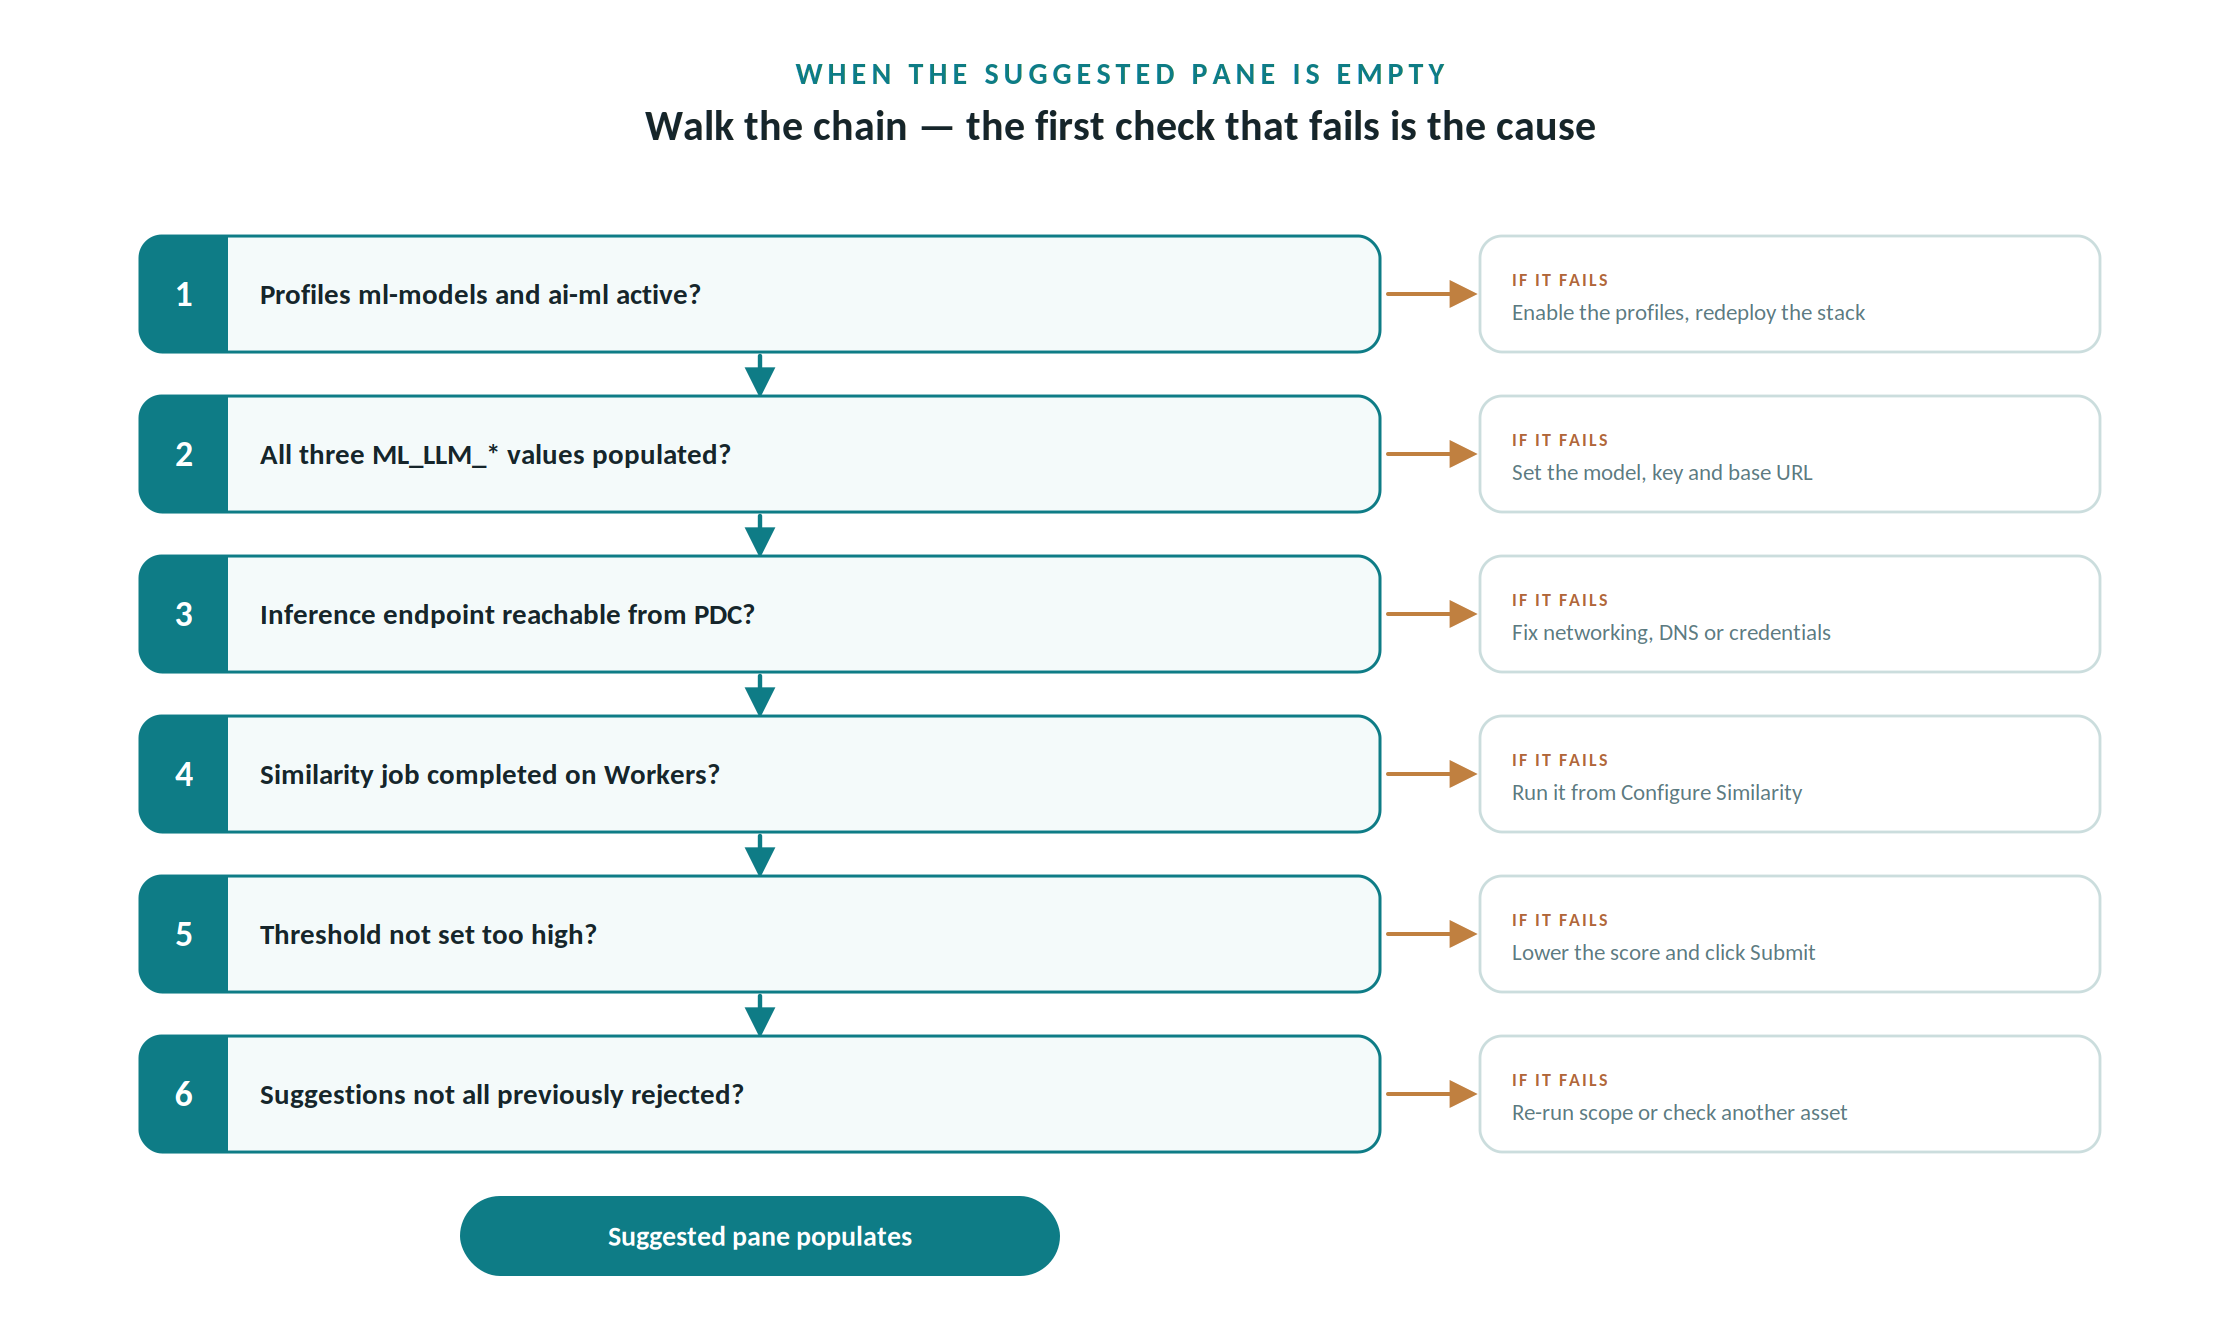 WHEN THE SUGGESTED PANE IS EMPTY
Walk the chain — the first check that fails is the cause
1
Profiles ml-models and ai-ml active?
IF IT FAILS
Enable the profiles, redeploy the stack
2
All three ML_LLM_* values populated?
IF IT FAILS
Set the model, key and base URL
3
Inference endpoint reachable from PDC?
IF IT FAILS
Fix networking, DNS or credentials
4
Similarity job completed on Workers?
IF IT FAILS
Run it from Configure Similarity
5
Threshold not set too high?
IF IT FAILS
Lower the score and click Submit
6
Suggestions not all previously rejected?
IF IT FAILS
Re-run scope or check another asset
Suggested pane populates